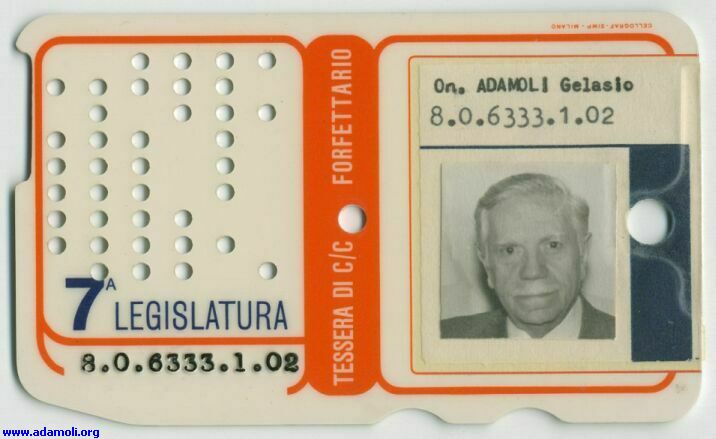 CELLOGRAF-SIMP - MILANO
On. ADAMOLI Gelasio
8.0.6333.1.02
TESSERA DI C/C FORFETTARIO
7A LEGISLATURA
8.0.6333.1.02
www.adamoli.org